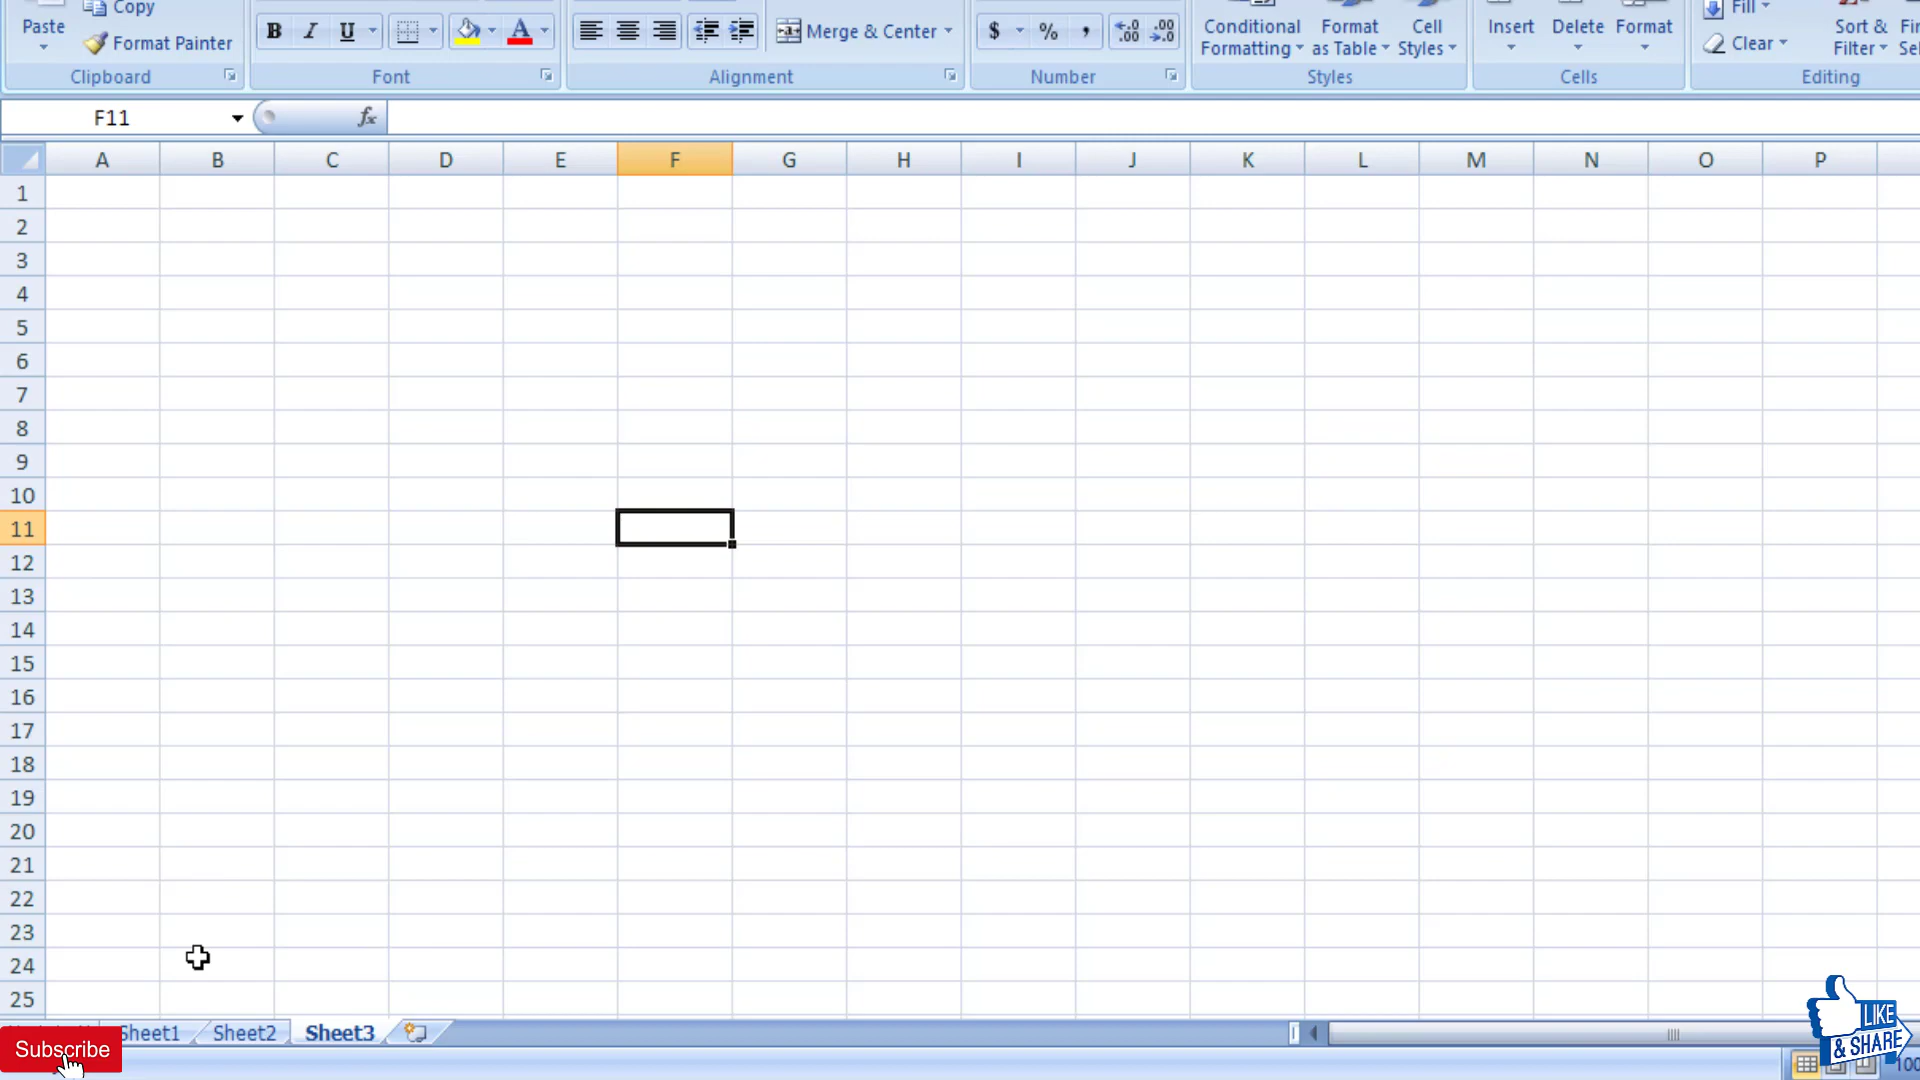 Copy
Fill
Paste
Format Painter
B I U A
Merge & Center
$ % ,
Conditional Formatting
Format as Table
Cell Styles
Insert
Delete
Format
Clear
Sort & Filter
Clipboard
Font
Alignment
Number
Styles
Cells
Editing
F11
fx
A B C D E F G H I J K L M N O P
1
2
3
4
5
6
7
8
9
10
11
12
13
14
15
16
17
18
19
20
21
22
23
24
25
Sheet1 Sheet2 Sheet3
Subscribe
LIKE
& SHARE
100